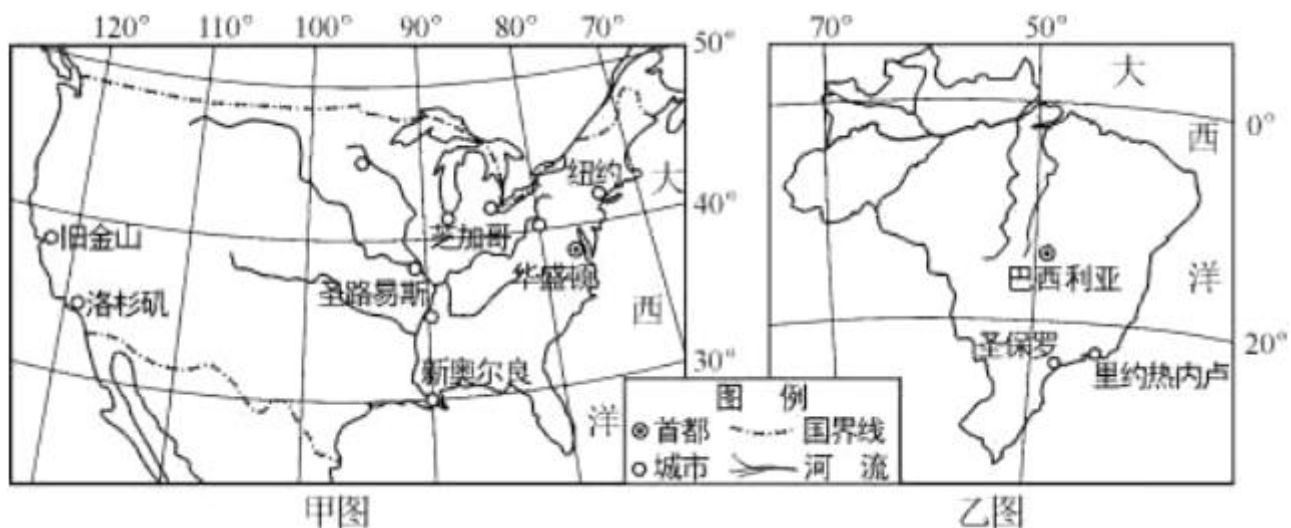 120° 110° 100° 90° 80° 70° 50°
纽约
大
40°
旧金山
芝加哥
华盛顿
圣路易斯
洛杉矶
西
30°
新奥尔良
洋
甲图
70° 50°
大
0°
西
巴西利亚
洋
20°
圣保罗
里约热内卢
乙图
图 例
首都 国界线
城市 河 流